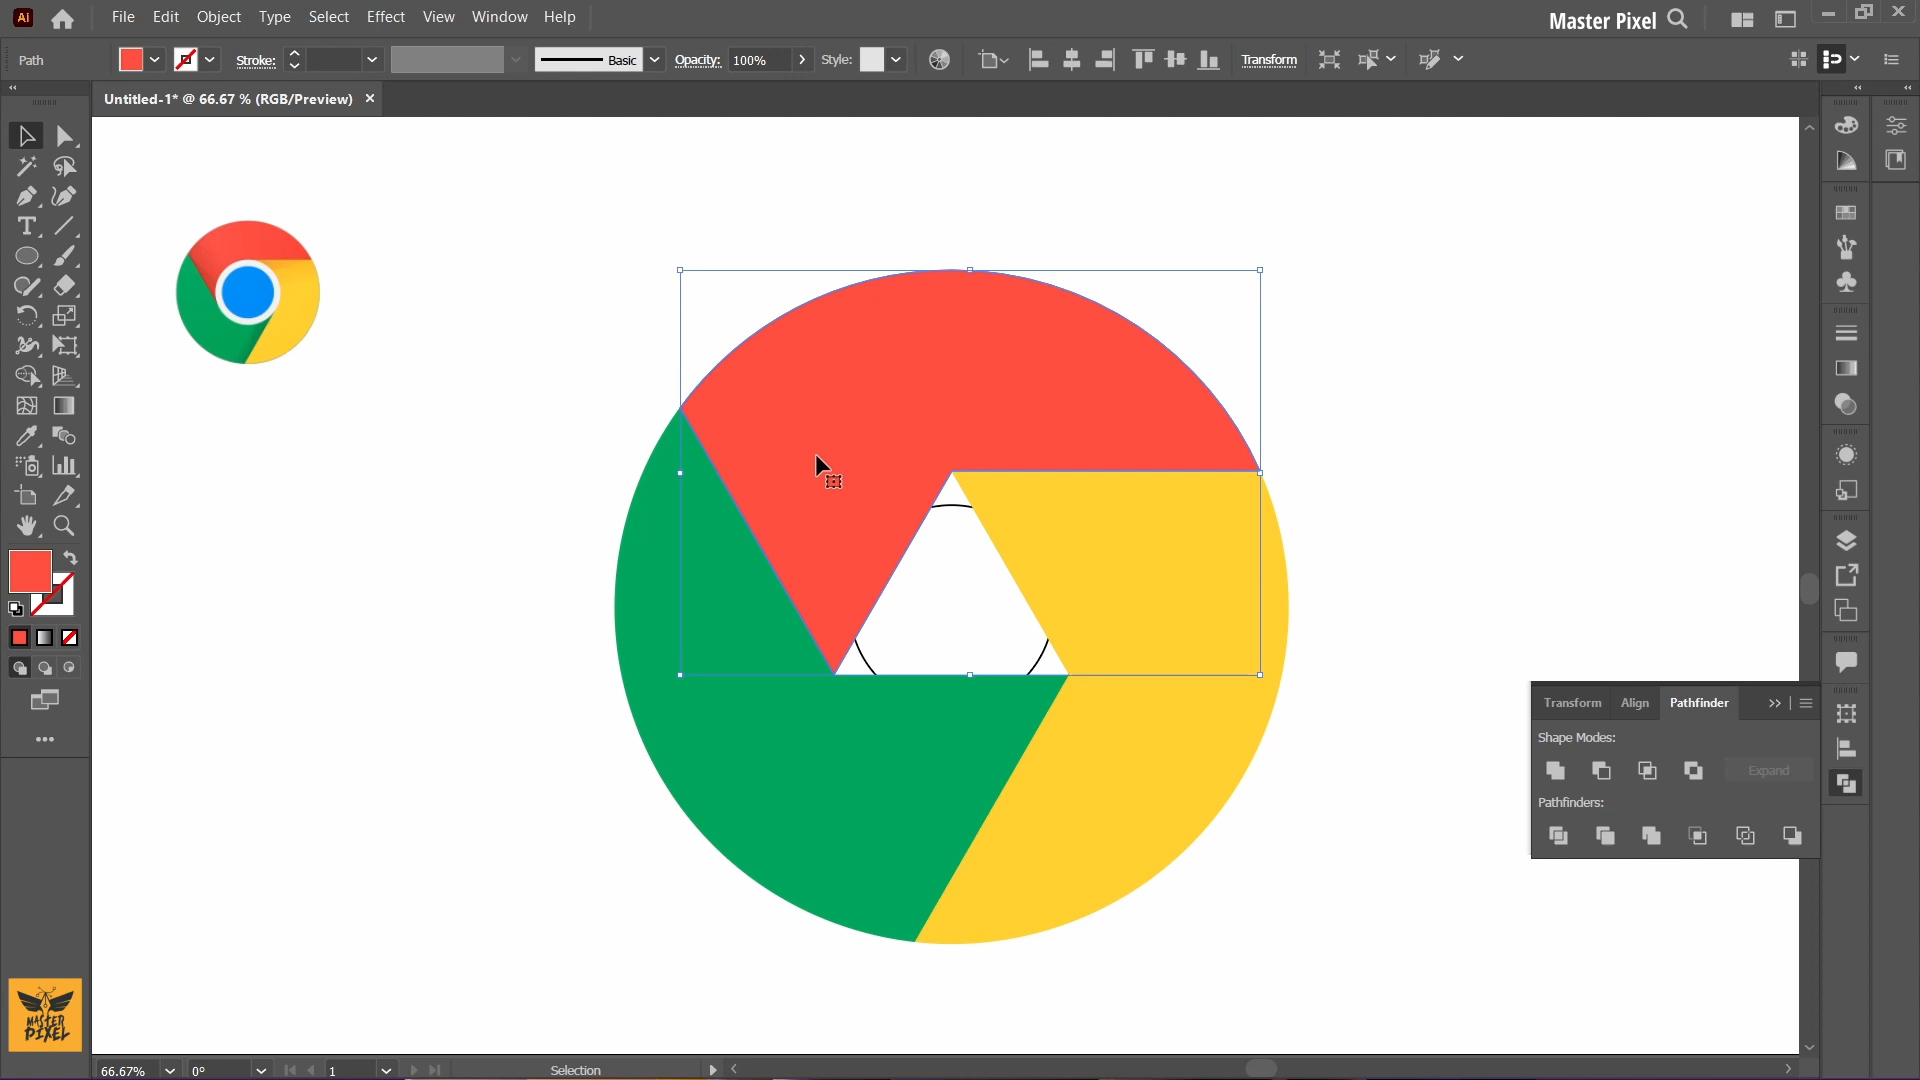 Ai File Edit Object Type Select Effect View Window Help Master Pixel
Path Stroke: Basic Opacity: 100% Style: Transform
Untitled-1* @ 66.67 % (RGB/Preview)
Transform Align Pathfinder
Shape Modes:
Expand
Pathfinders:
MASTER
PIXEL
66.67% 0° 1 Selection